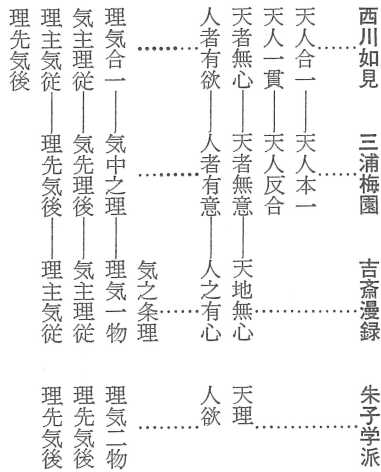 西川如見　三浦梅園　吉斎漫録　朱子学派
天人合一――天人本一
天人一貫――天人反合
天者無心――天者無意――天地無心　天理
人者有欲――人者有意――人之有心　人欲
気之条理
理気合一――気中之理――理気一物　理気二物
気主理従――気先理後――気主理従　理先気後
理主気従――理先気後――理主気従　理先気後
理先気後